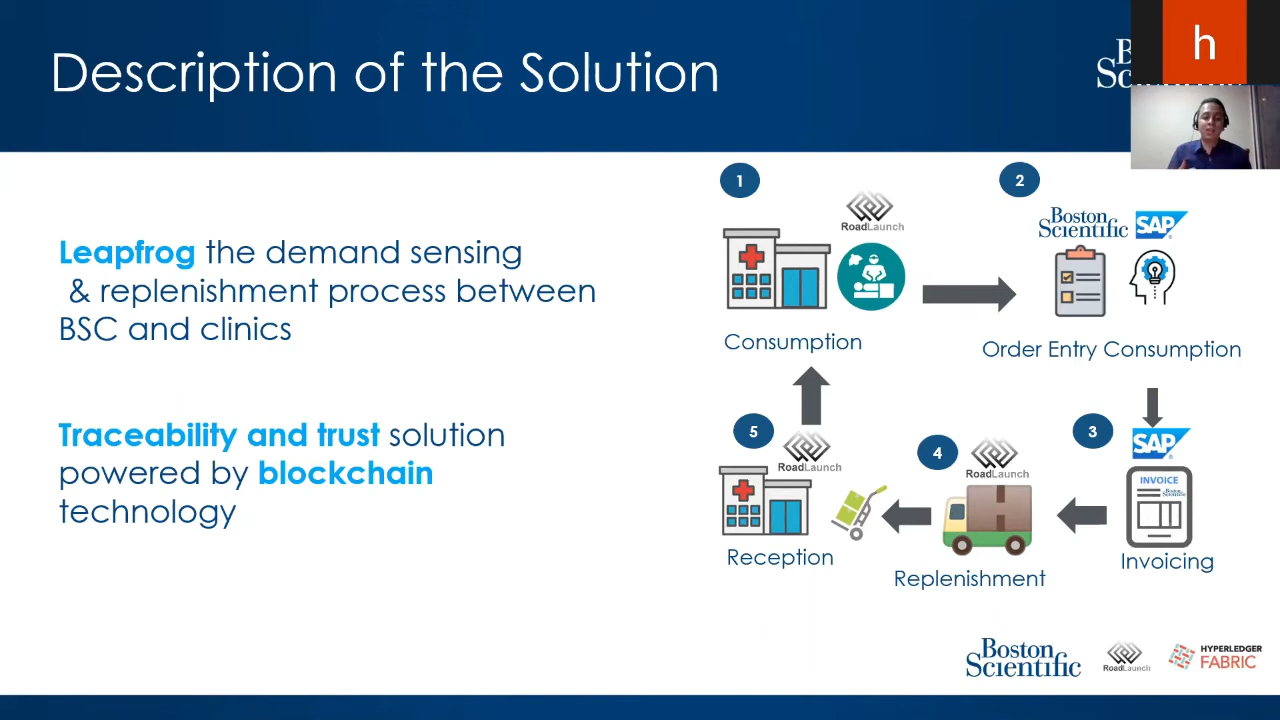 Description of the Solution
h
Leapfrog the demand sensing
& replenishment process between
BSC and clinics
Traceability and trust solution
powered by blockchain
technology
1
RoadLaunch
Consumption
2
Boston
Scientific
SAP
Order Entry Consumption
3
SAP
INVOICE
Boston
Scientific
Invoicing
4
RoadLaunch
Replenishment
5
RoadLaunch
Reception
Boston
Scientific
RoadLaunch
HYPERLEDGER
FABRIC